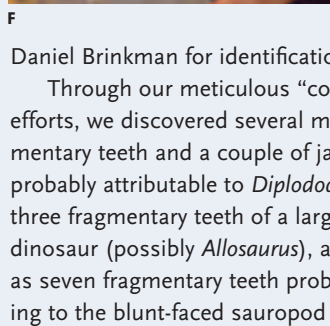 F
Daniel Brinkman for identificatio
Through our meticulous “co
efforts, we discovered several m
mentary teeth and a couple of ja
probably attributable to Diplodo
three fragmentary teeth of a larg
dinosaur (possibly Allosaurus), a
as seven fragmentary teeth prob
ing to the blunt-faced sauropod